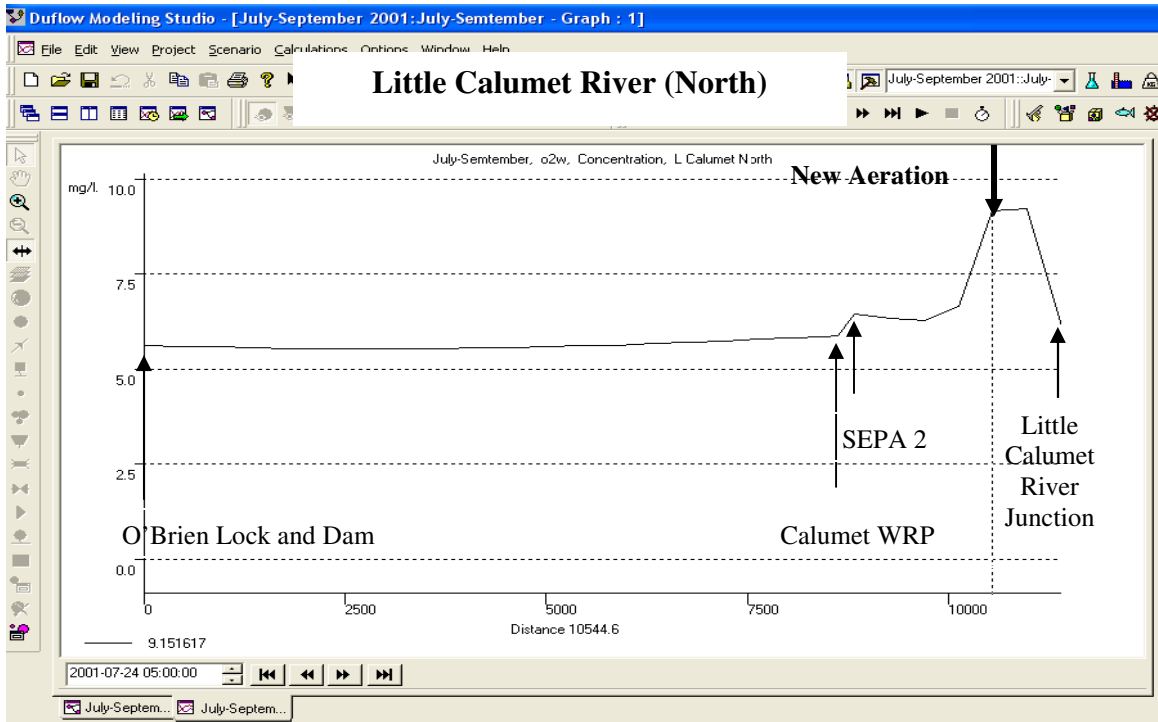 Duflow Modeling Studio - [July-September 2001:July-Semtember - Graph : 1]
File Edit View Project Scenario Calculations Options Window Help
Little Calumet River (North)
July-September 2001::July-
July-Semtember, o2w, Concentration, L Calumet North
mg/l. 10.0
New Aeration
7.5
5.0
2.5
0.0
SEPA 2
Little
Calumet
River
Junction
O'Brien Lock and Dam
Calumet WRP
0 2500 5000 7500 10000
Distance 10544.6
9.151617
2001-07-24 05:00:00
July-Septem... July-Septem...